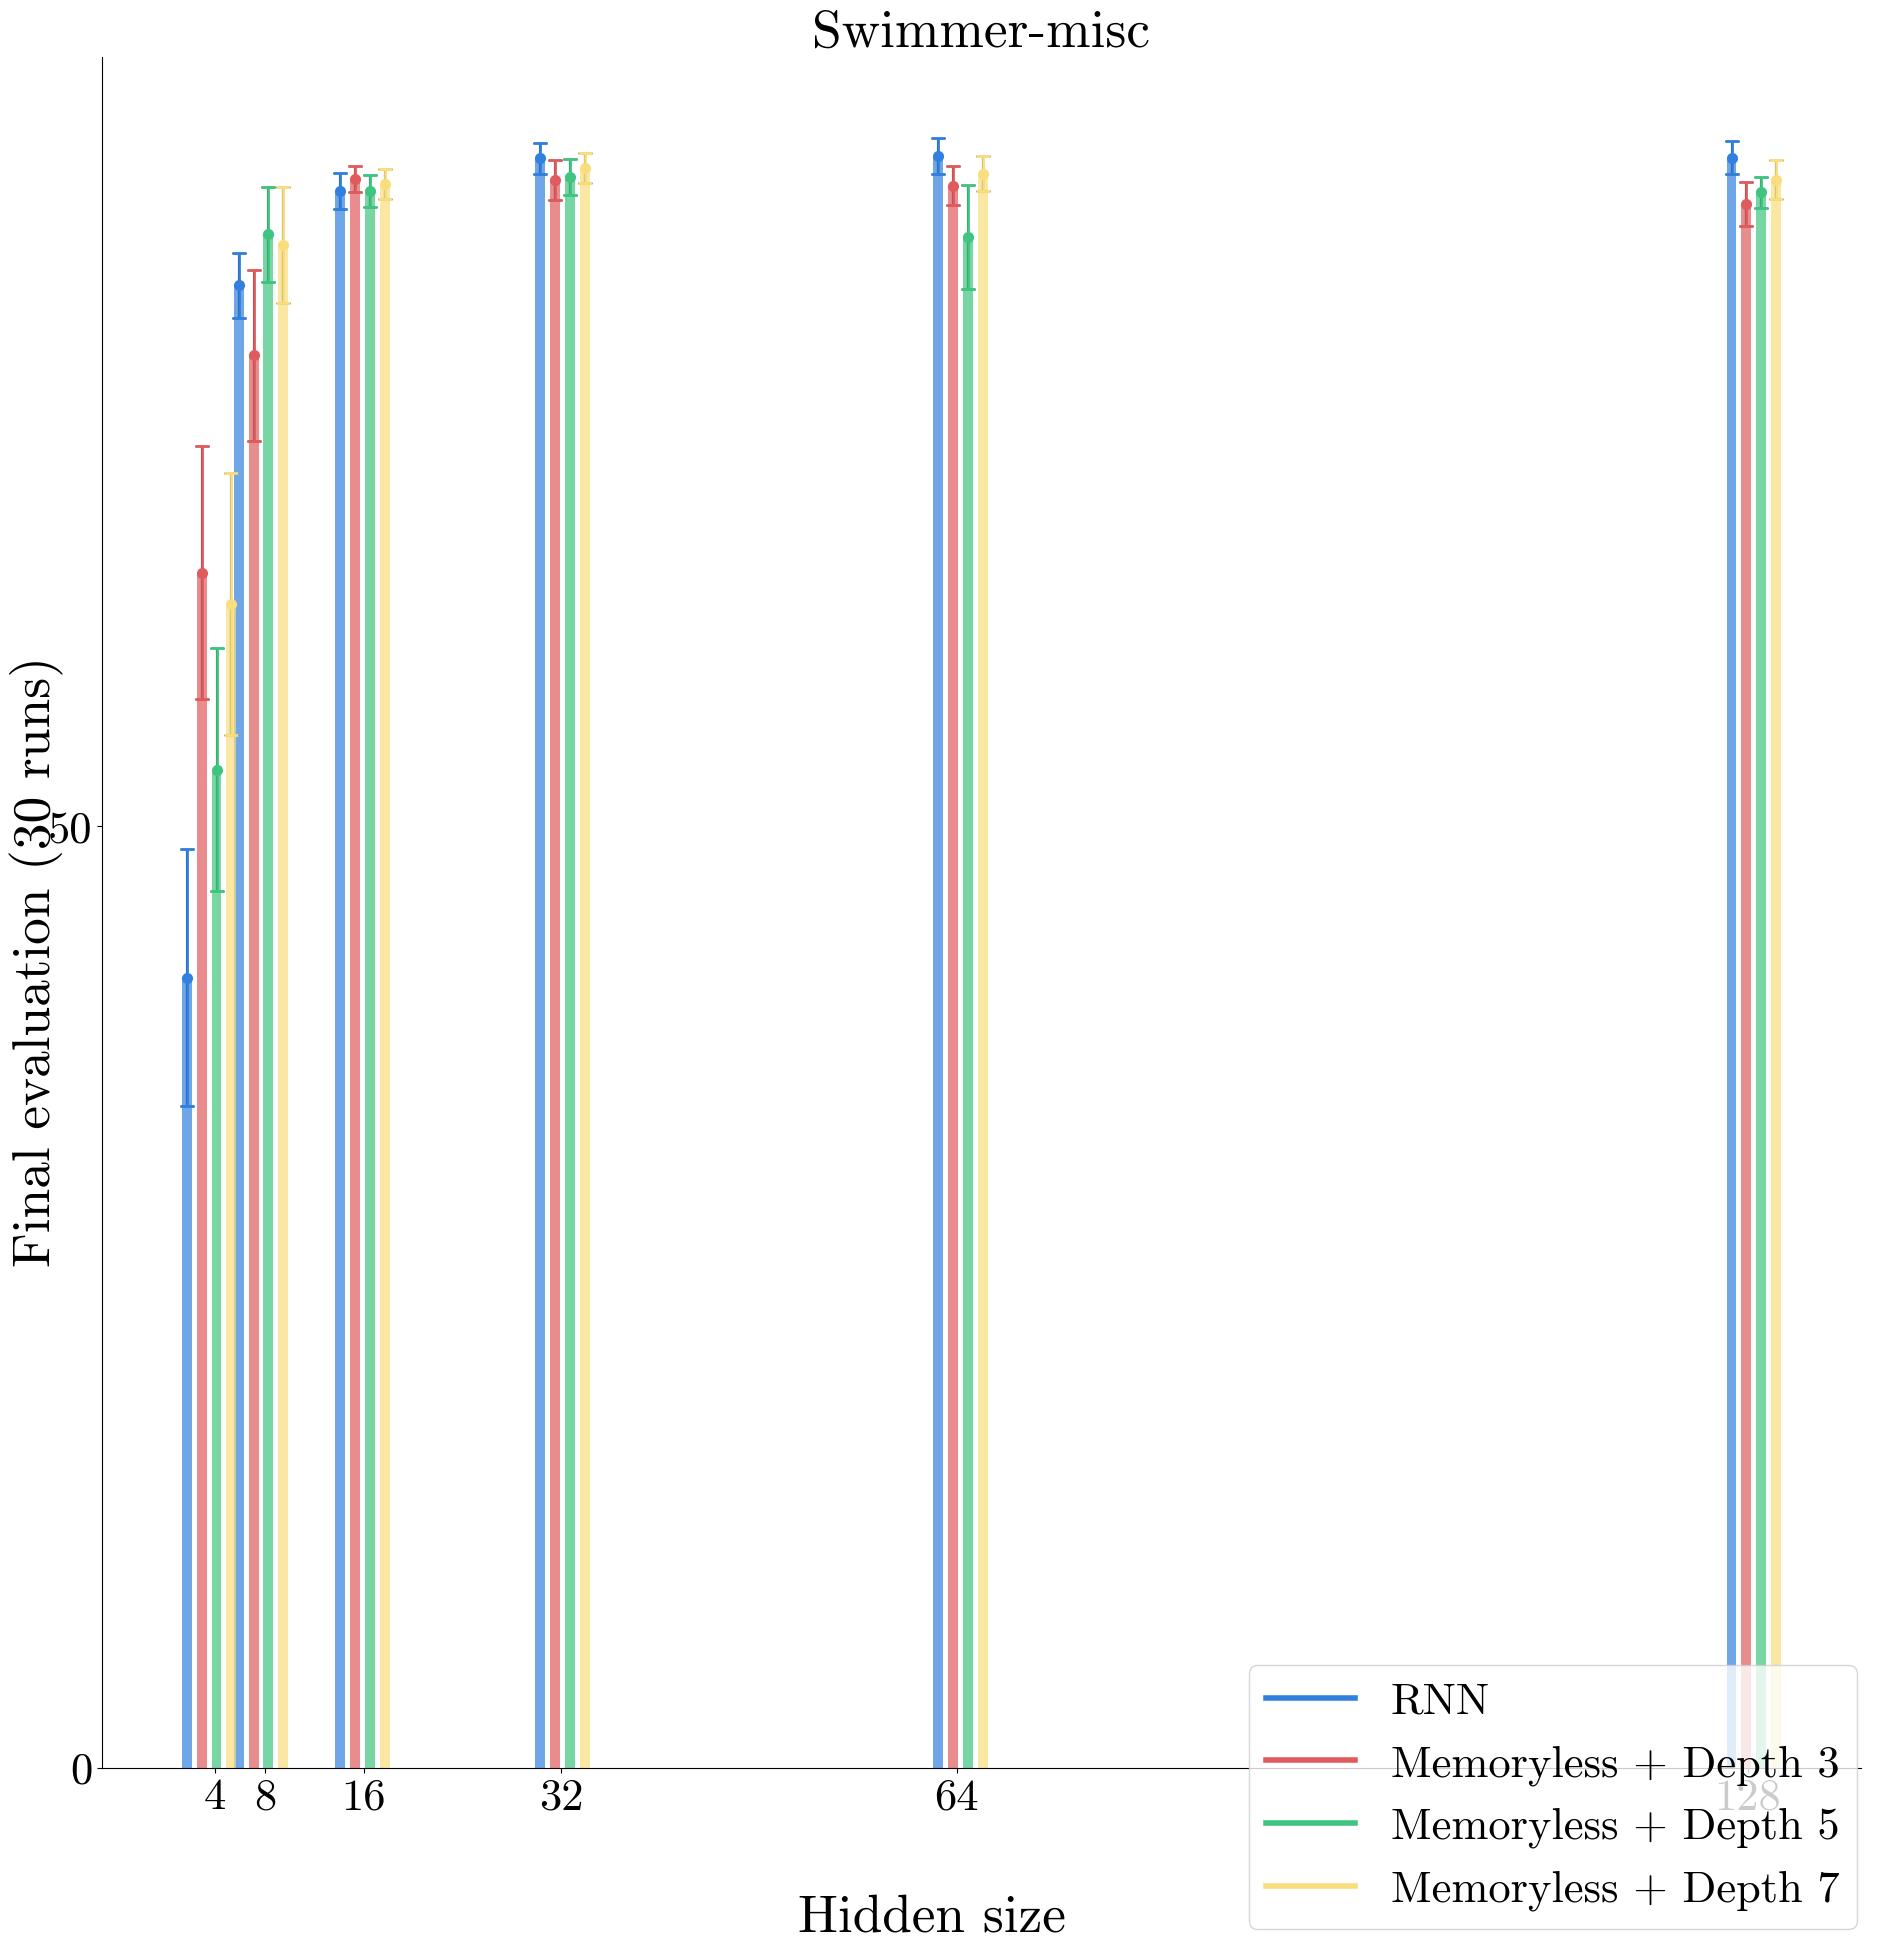 Swimmer-misc
Final evaluation (30 runs)
50
0
4 8 16 32 64 128
Hidden size
RNN
Memoryless + Depth 3
Memoryless + Depth 5
Memoryless + Depth 7